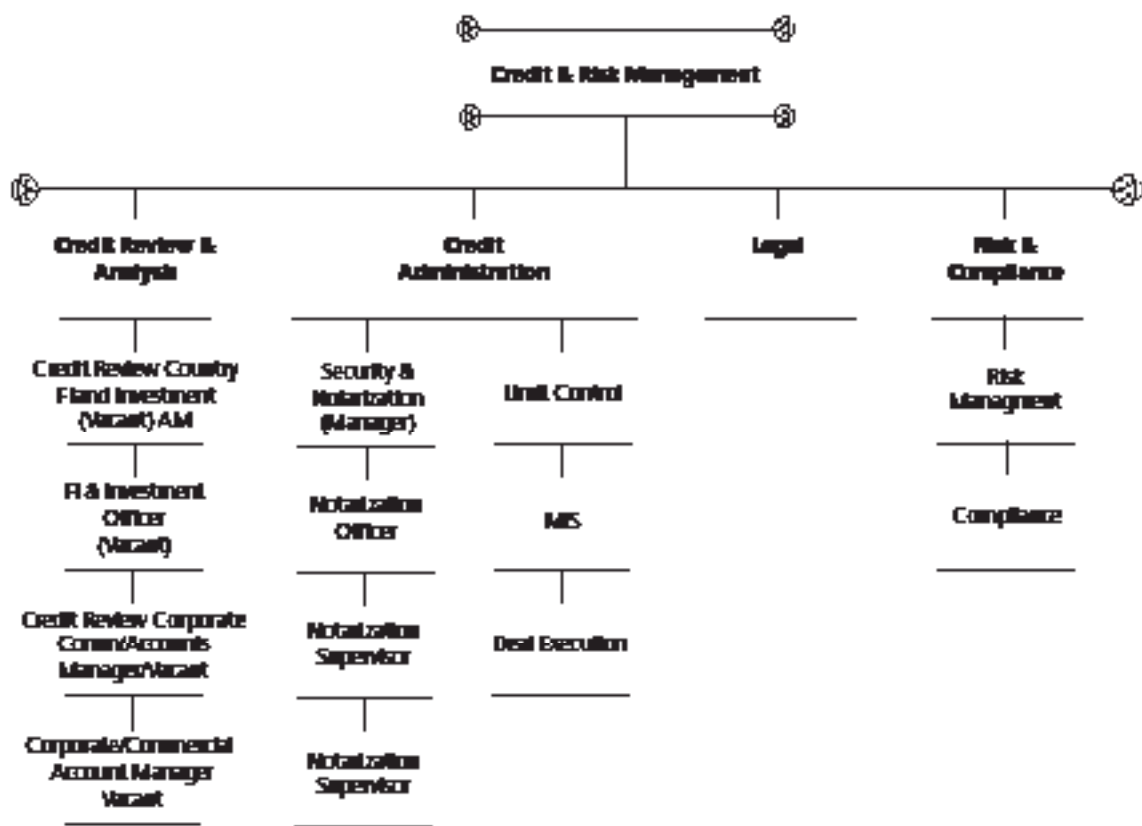 Credit & Risk Management
Credit Review &
Analysis
Credit
Administration
Legal
Risk &
Compliance
Credit Review Country
FI and Investment
(Vacant) AM
FI & Investment
Officer
(Vacant)
Credit Review Corporate
Comm/Accounts
Manager/Vacant
Corporate/Commercial
Account Manager
Vacant
Security &
Notarization
(Manager)
Notarization
Officer
Notarization
Supervisor
Notarization
Supervisor
Limit Control
MIS
Deal Execution
Risk
Managment
Compliance